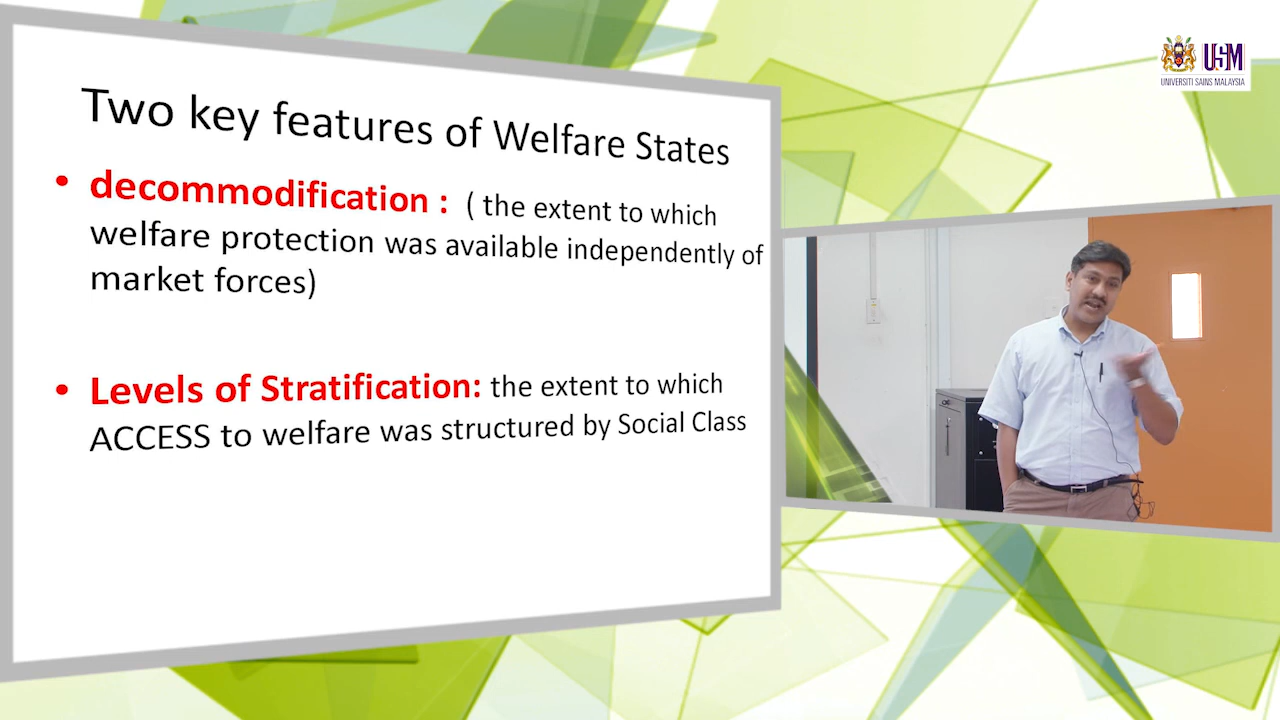 Two key features of Welfare States
• decommodification : ( the extent to which
welfare protection was available independently of
market forces)
• Levels of Stratification: the extent to which
ACCESS to welfare was structured by Social Class
USM
UNIVERSITI SAINS MALAYSIA